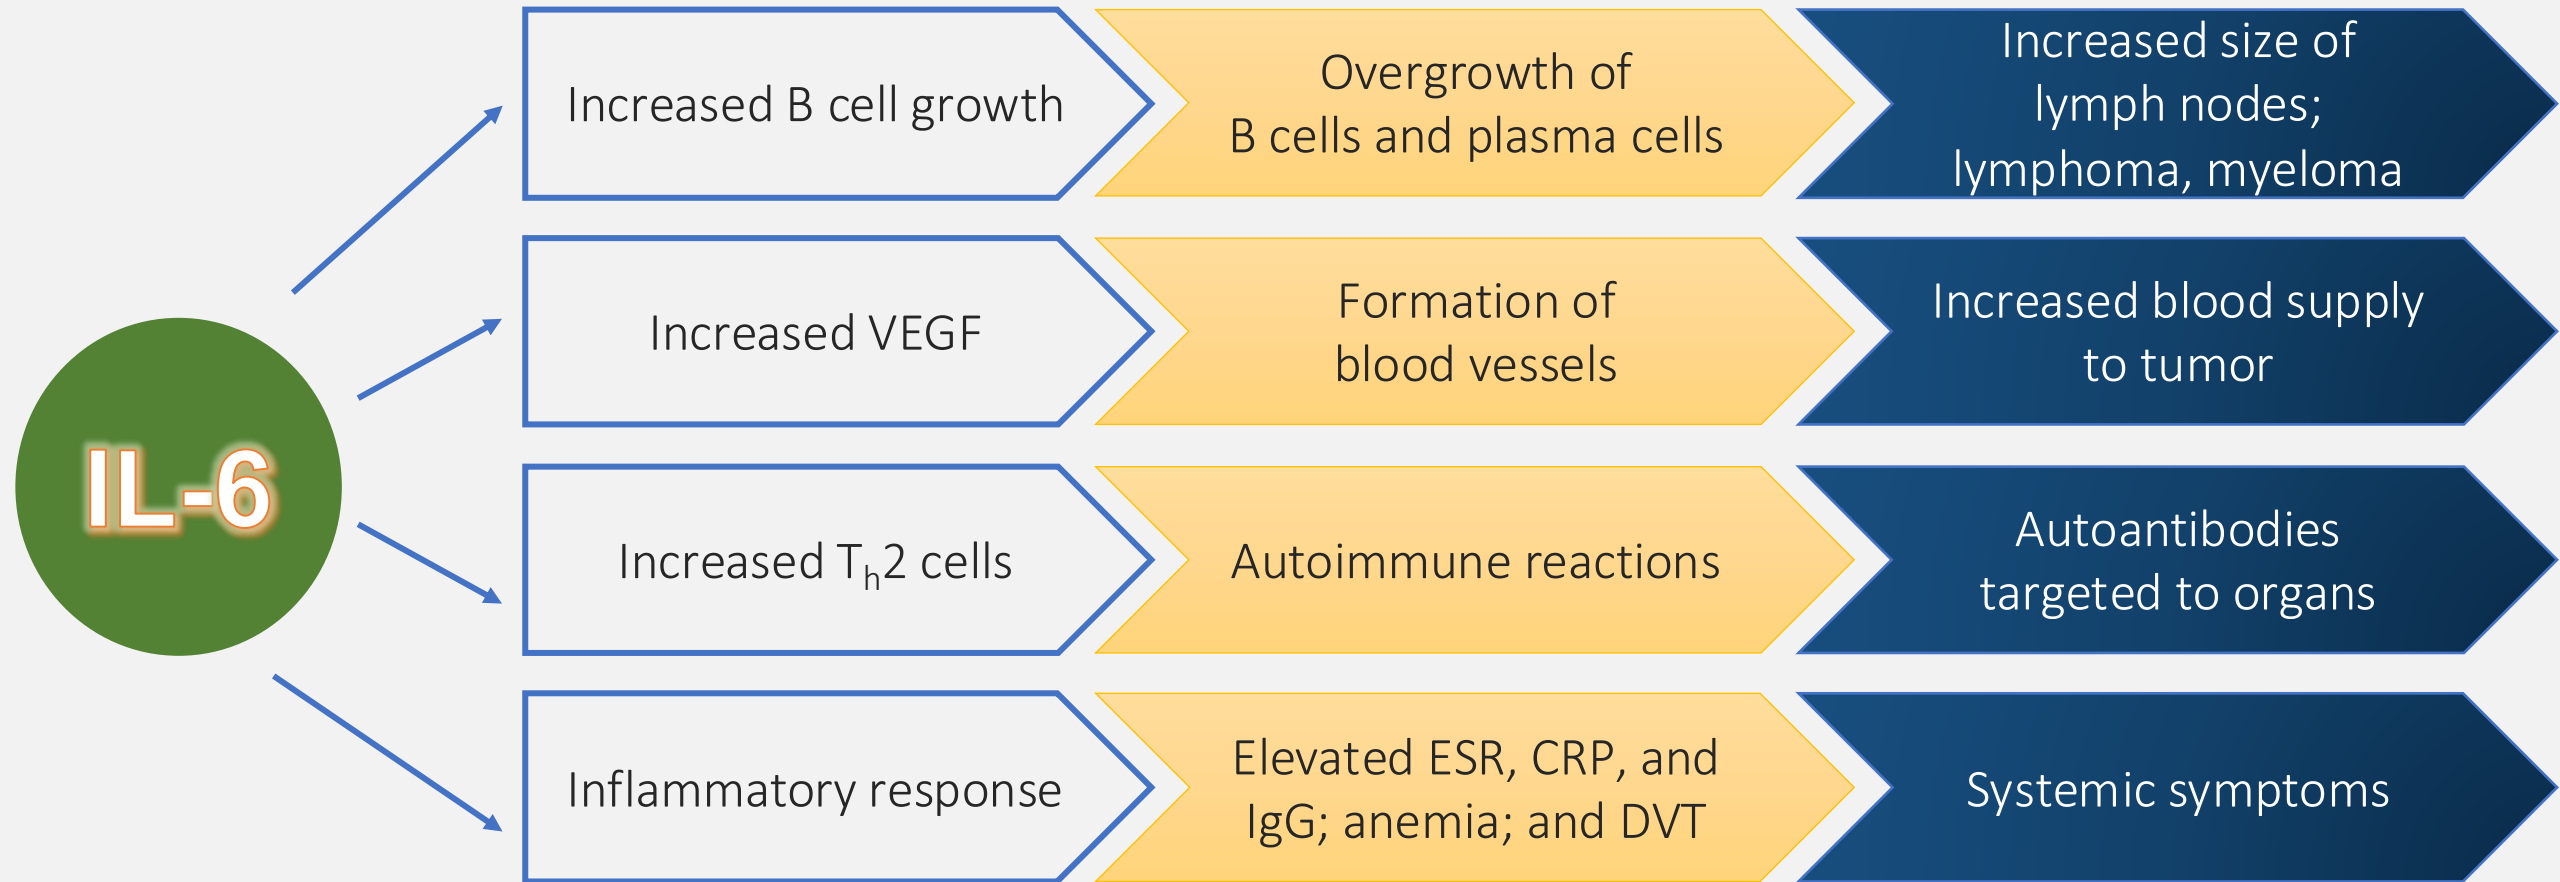 IL-6
Increased B cell growth
Overgrowth of
B cells and plasma cells
Increased size of
lymph nodes;
lymphoma, myeloma
Increased VEGF
Formation of
blood vessels
Increased blood supply
to tumor
Increased Th2 cells
Autoimmune reactions
Autoantibodies
targeted to organs
Inflammatory response
Elevated ESR, CRP, and
IgG; anemia; and DVT
Systemic symptoms